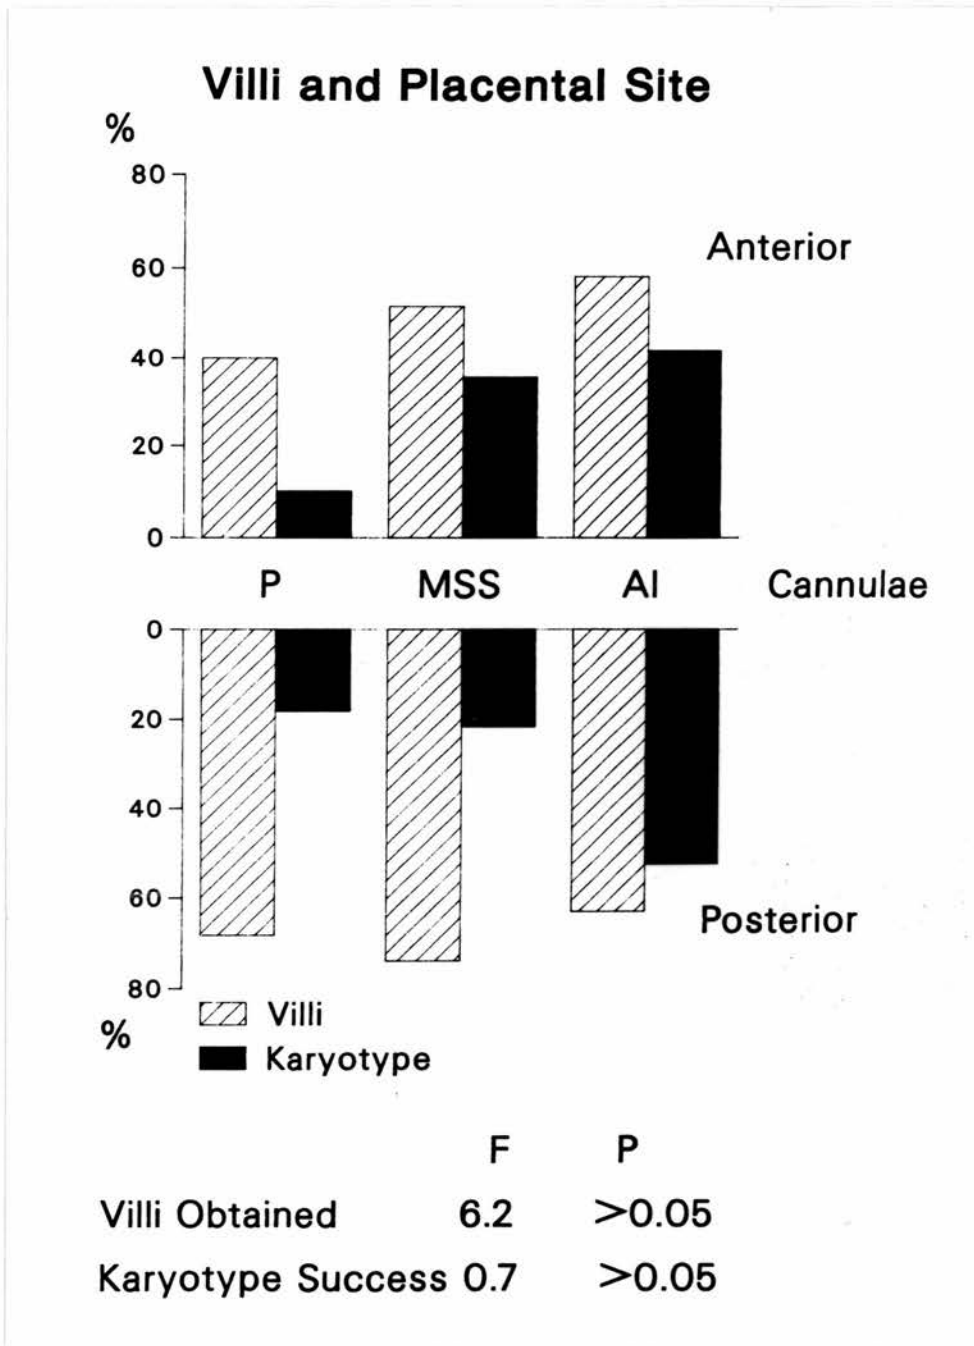 Villi and Placental Site
%
80
60
40
20
0
Anterior
P MSS AI Cannulae
0
20
40
60
80
%
Posterior
Villi
Karyotype
F P
Villi Obtained 6.2 >0.05
Karyotype Success 0.7 >0.05